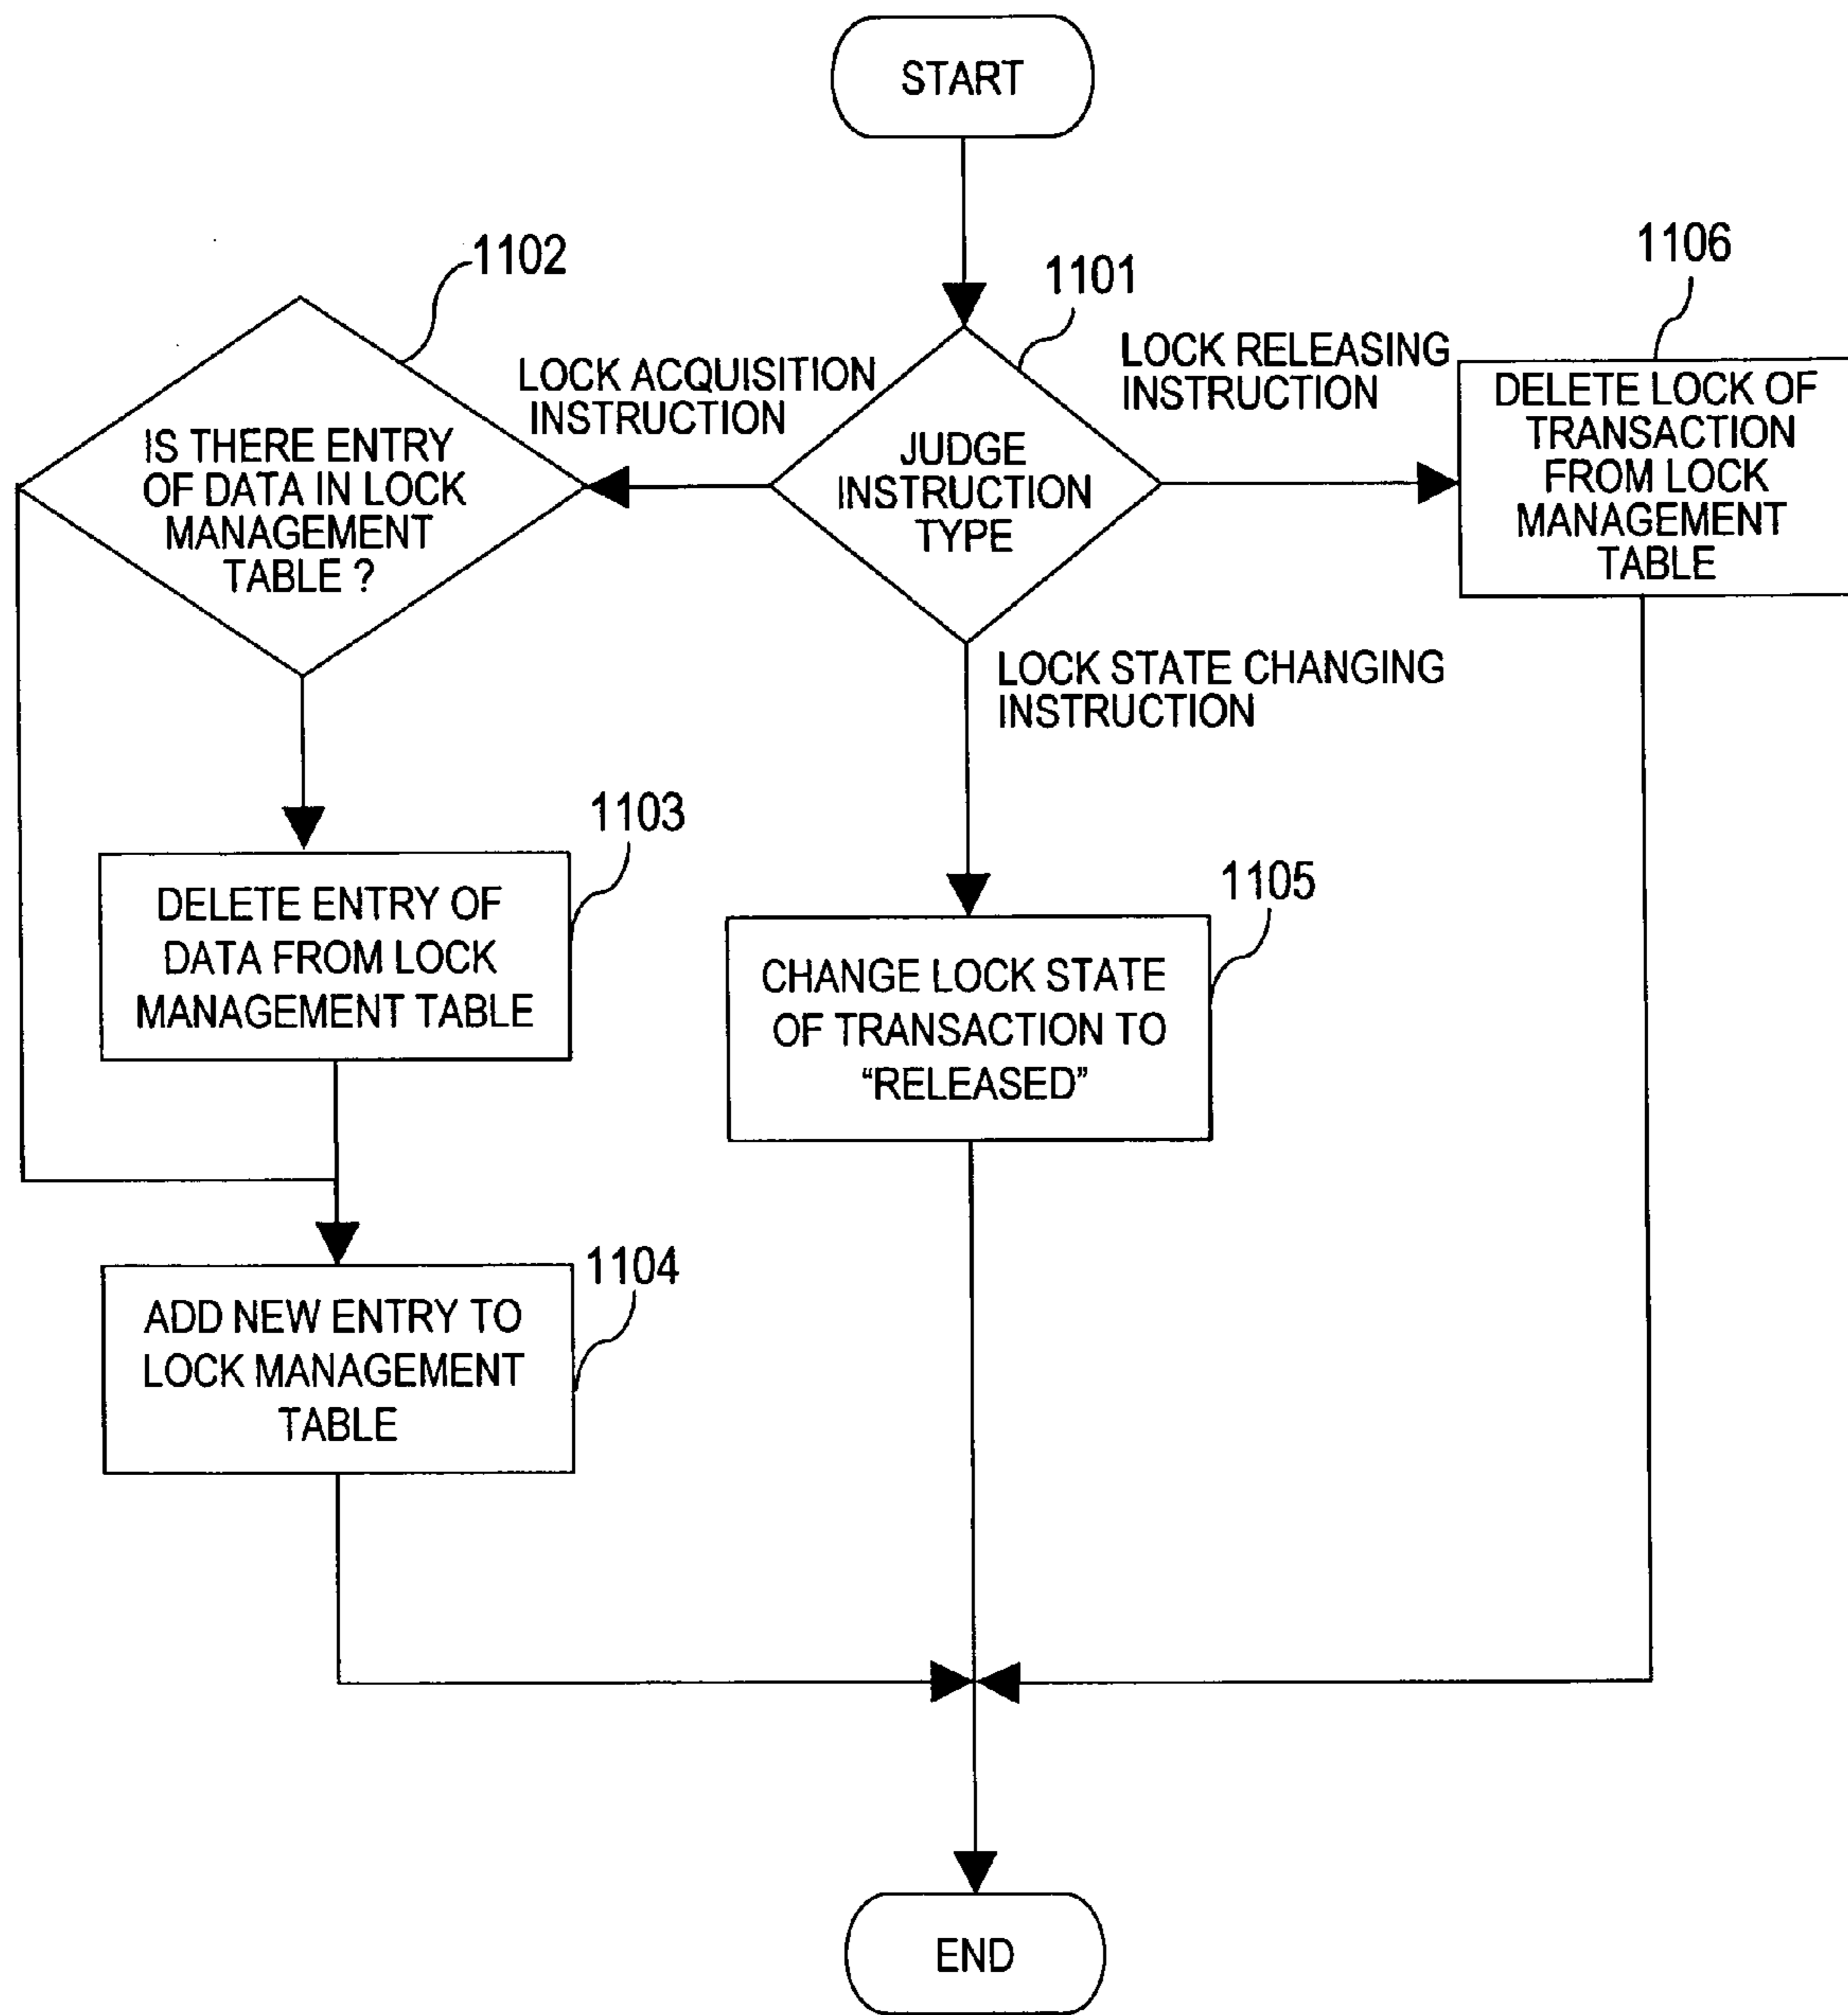 START
1102
1101
1106
LOCK ACQUISITION
INSTRUCTION
LOCK RELEASING
INSTRUCTION
IS THERE ENTRY
OF DATA IN LOCK
MANAGEMENT
TABLE ?
JUDGE
INSTRUCTION
TYPE
DELETE LOCK OF
TRANSACTION
FROM LOCK
MANAGEMENT
TABLE
LOCK STATE CHANGING
INSTRUCTION
1103
DELETE ENTRY OF
DATA FROM LOCK
MANAGEMENT TABLE
1105
CHANGE LOCK STATE
OF TRANSACTION TO
“RELEASED”
1104
ADD NEW ENTRY TO
LOCK MANAGEMENT
TABLE
END